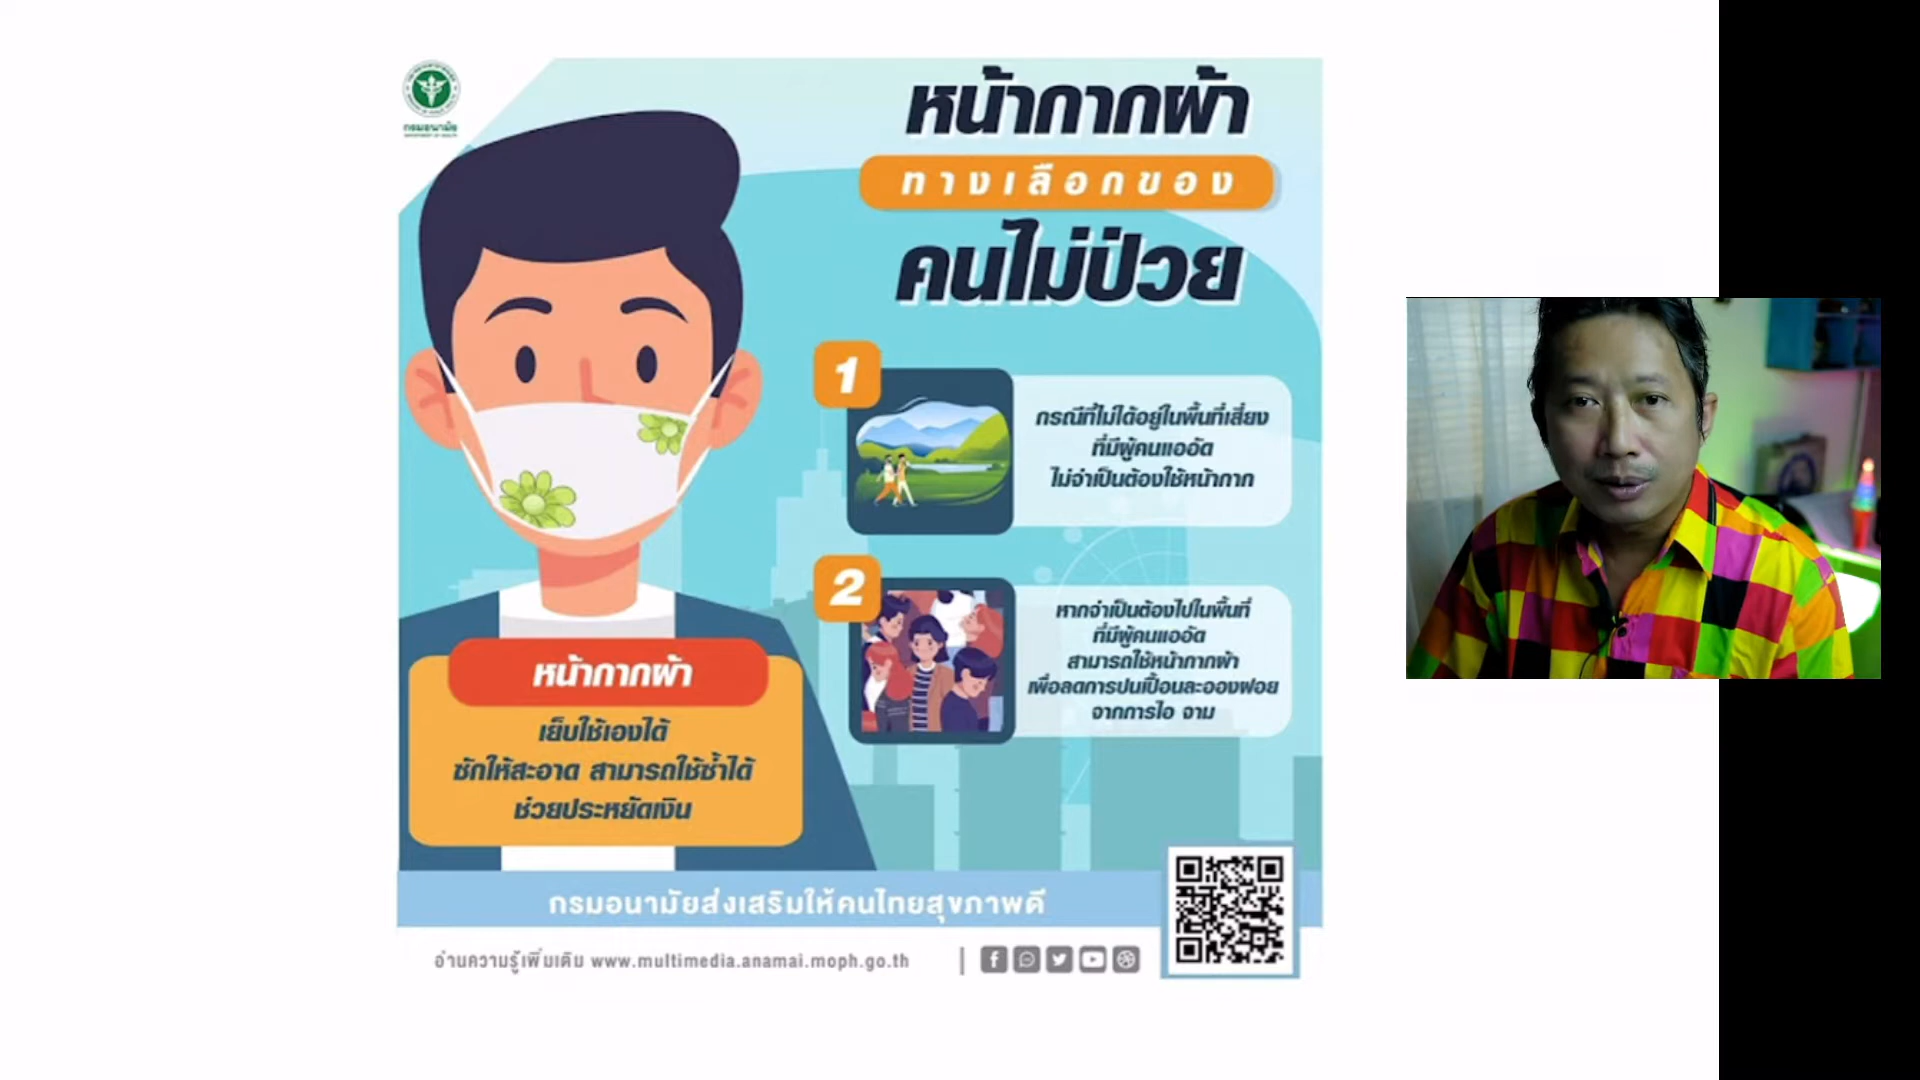 กรมอนามัย
หน้ากากผ้า
ทางเลือกของ
คนไม่ป่วย
1
กรณีที่ไม่ได้อยู่ในพื้นที่เสี่ยง
ที่มีผู้คนแออัด
ไม่จำเป็นต้องใช้หน้ากาก
2
หากจำเป็นต้องไปในพื้นที่
ที่มีผู้คนแออัด
สามารถใช้หน้ากากผ้า
เพื่อลดการปนเปื้อนละอองฝอย
จากการไอ จาม
หน้ากากผ้า
เย็บใช้เองได้
ซักให้สะอาด สามารถใช้ซ้ำได้
ช่วยประหยัดเงิน
กรมอนามัยส่งเสริมให้คนไทยสุขภาพดี
อ่านความรู้เพิ่มเติม www.multimedia.anamai.moph.go.th